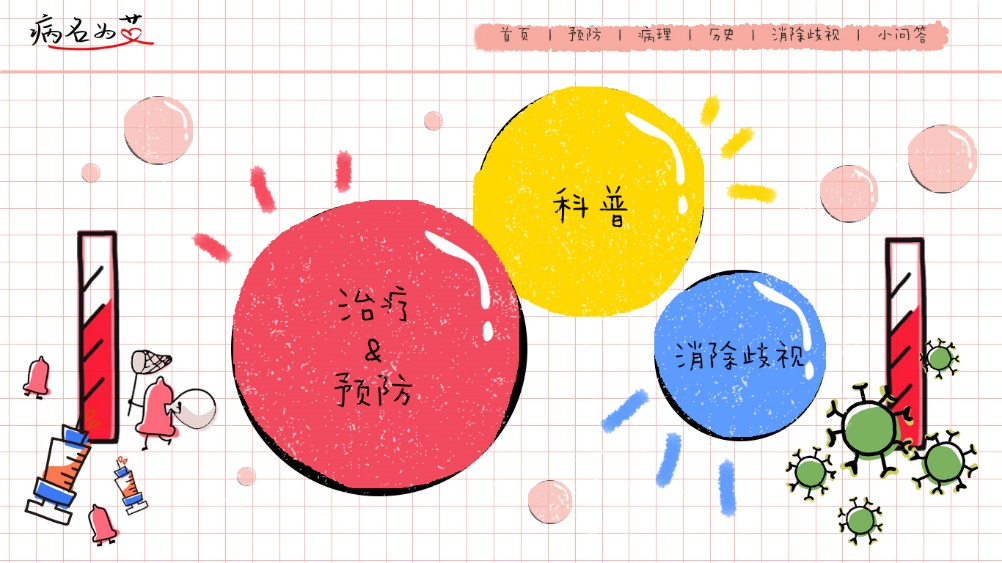 病名为艾
首页 | 预防 | 病理 | 历史 | 消除歧视 | 小问答
科普
治疗
&
预防
消除歧视